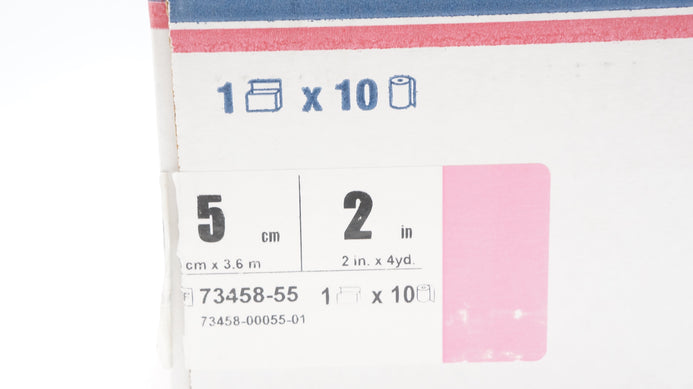 1 x 10
5 cm 2 in
cm x 3.6 m 2 in. x 4yd.
73458-55 1 x 10
73458-00055-01